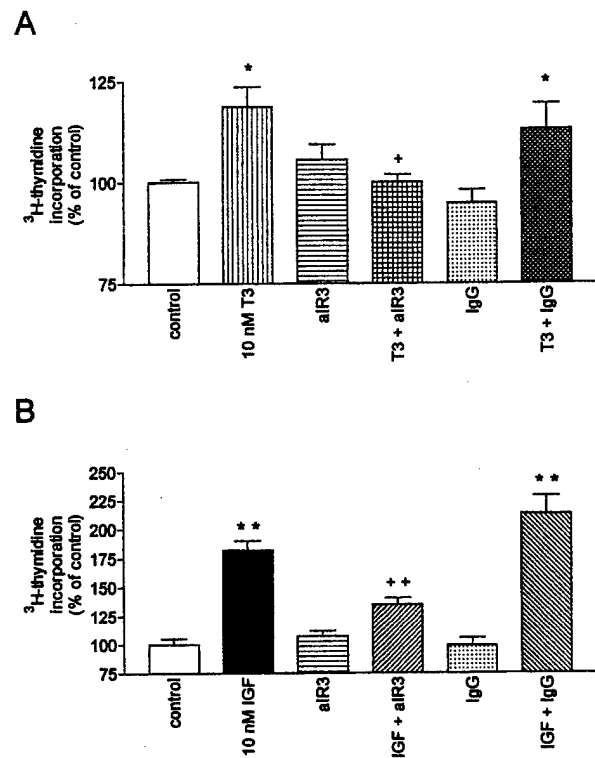 A
³H-thymidine
incorporation
(% of control)
125
100
75
*
+
*
control
10 nM T3
aIR3
T3 + aIR3
IgG
T3 + IgG
B
³H-thymidine
incorporation
(% of control)
250
225
200
175
150
125
100
75
* *
+ +
* *
control
10 nM IGF
aIR3
IGF + aIR3
IgG
IGF + IgG